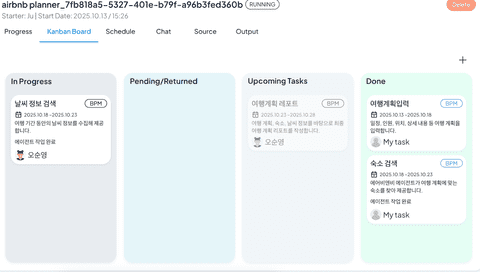 airbnb planner_7fb818a5-5327-401e-b79f-a96b3fed360b RUNNING
Delete
Starter: Ju | Start Date: 2025.10.13 / 15:26
Progress
Kanban Board
Schedule
Chat
Source
Output
+
In Progress
날씨 정보 검색 BPM
2025.10.18~2025.10.23
여행 기간 동안의 날씨 정보를 수집해 제공
합니다.
에이전트 작업 완료
오순영
Pending/Returned
Upcoming Tasks
여행계획 레포트 BPM
2025.10.23~2025.10.28
여행 계획, 숙소, 날씨 정보를 바탕으로 최종
여행 계획 리포트를 작성합니다.
오순영
Done
여행계획입력 BPM
2025.10.13~2025.10.18
일정, 인원, 위치, 상세 내용 등 여행 계획을
입력합니다.
My task
숙소 검색 BPM
2025.10.18~2025.10.23
에어비앤비 에이전트가 여행 계획에 맞는
숙소를 찾아 제공합니다.
에이전트 작업 완료
My task